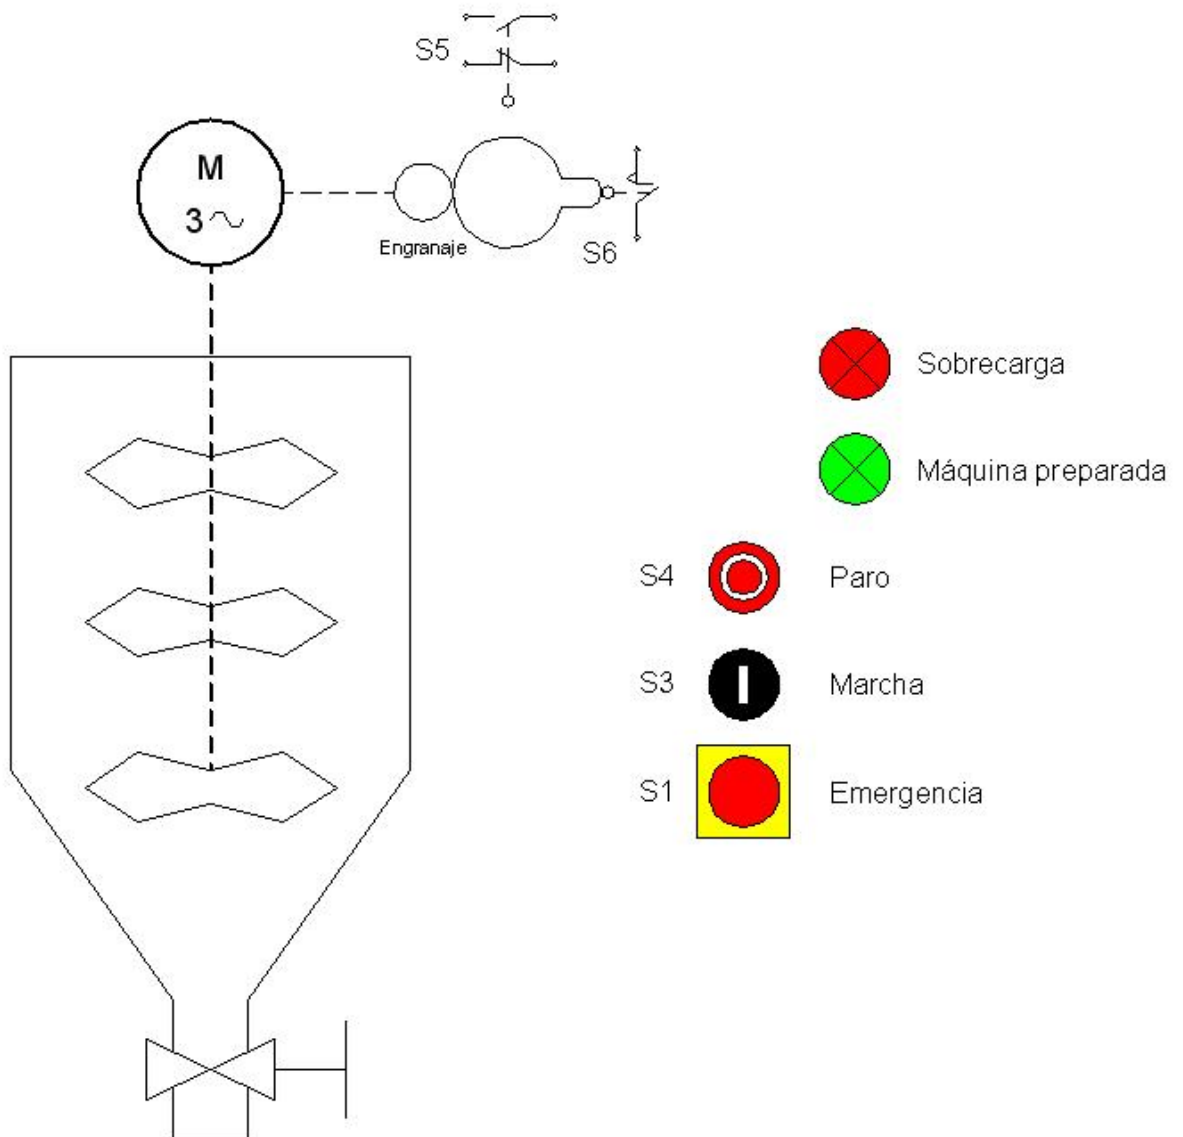 S5
M
3
Engranaje
S6
Sobrecarga
Máquina preparada
S4 Paro
S3 Marcha
S1 Emergencia